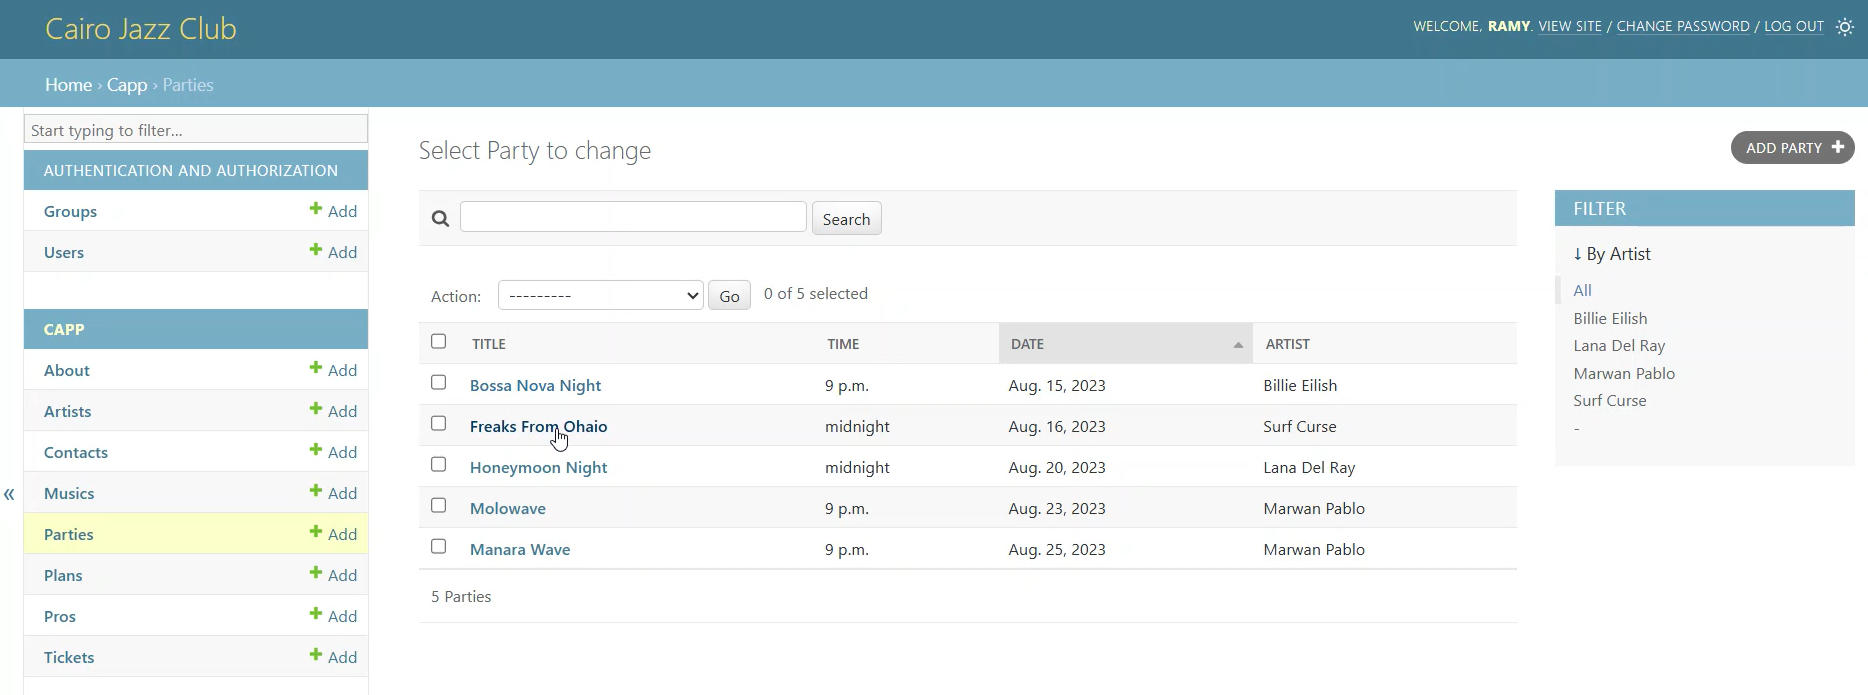 Cairo Jazz Club
WELCOME, RAMY. VIEW SITE / CHANGE PASSWORD / LOG OUT
Home › Capp › Parties
Start typing to filter...
AUTHENTICATION AND AUTHORIZATION
Groups + Add
Users + Add
CAPP
About + Add
Artists + Add
Contacts + Add
Musics + Add
Parties + Add
Plans + Add
Pros + Add
Tickets + Add
«
Select Party to change
ADD PARTY +
Search
Action: --------- Go 0 of 5 selected
TITLE TIME DATE ARTIST
Bossa Nova Night 9 p.m. Aug. 15, 2023 Billie Eilish
Freaks From Ohaio midnight Aug. 16, 2023 Surf Curse
Honeymoon Night midnight Aug. 20, 2023 Lana Del Ray
Molowave 9 p.m. Aug. 23, 2023 Marwan Pablo
Manara Wave 9 p.m. Aug. 25, 2023 Marwan Pablo
5 Parties
FILTER
↓ By Artist
All
Billie Eilish
Lana Del Ray
Marwan Pablo
Surf Curse
-